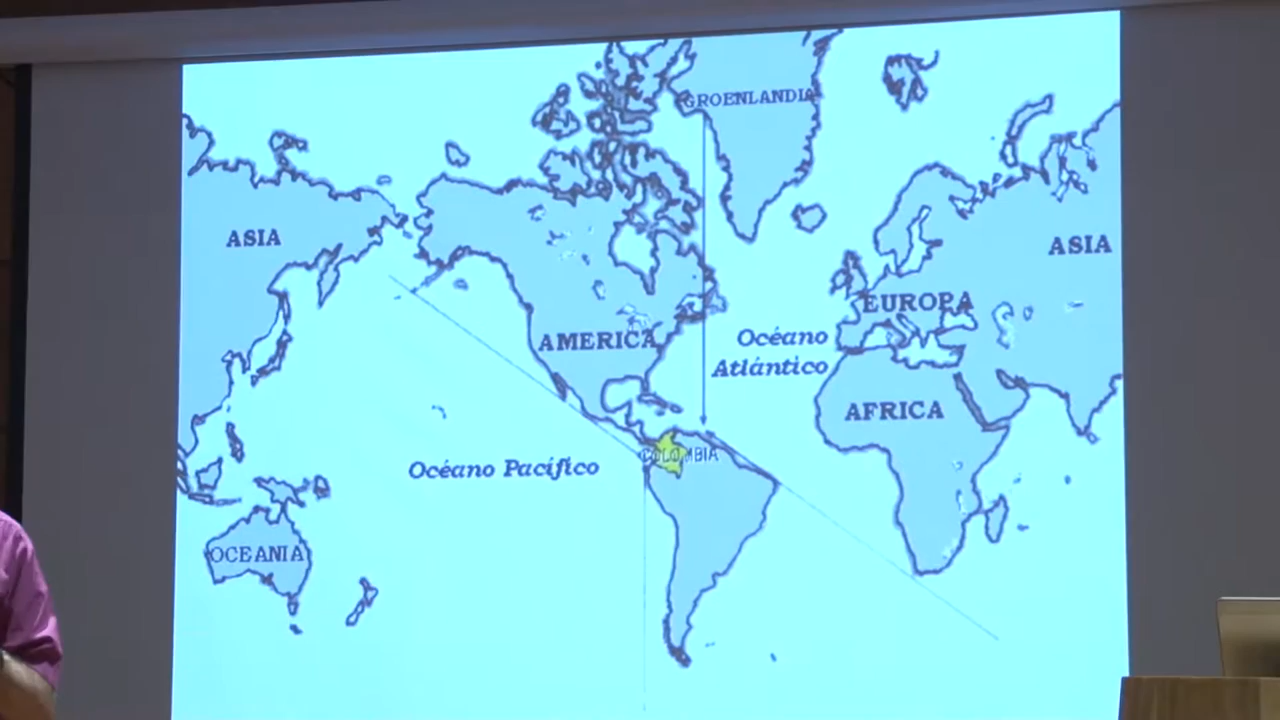 GROENLANDIA
ASIA
ASIA
EUROPA
AMERICA
Océano
Atlántico
AFRICA
COLOMBIA
Océano Pacífico
OCEANIA